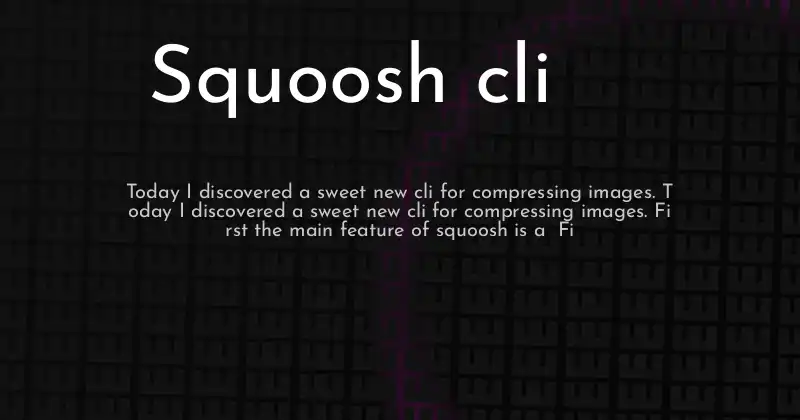 Squoosh cli
Today I discovered a sweet new cli for compressing images. T
oday I discovered a sweet new cli for compressing images. Fi
rst the main feature of squoosh is a  Fi